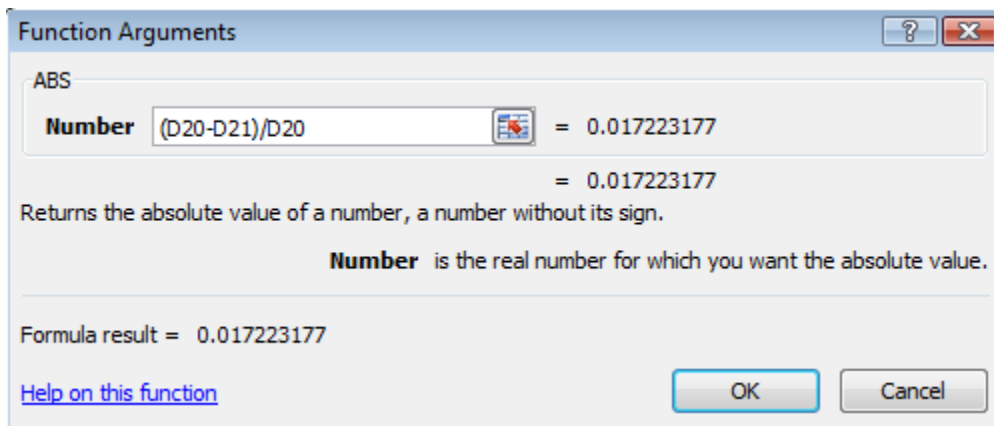 Function Arguments
ABS
Number (D20-D21)/D20 = 0.017223177
= 0.017223177
Returns the absolute value of a number, a number without its sign.
Number is the real number for which you want the absolute value.
Formula result = 0.017223177
Help on this function OK Cancel